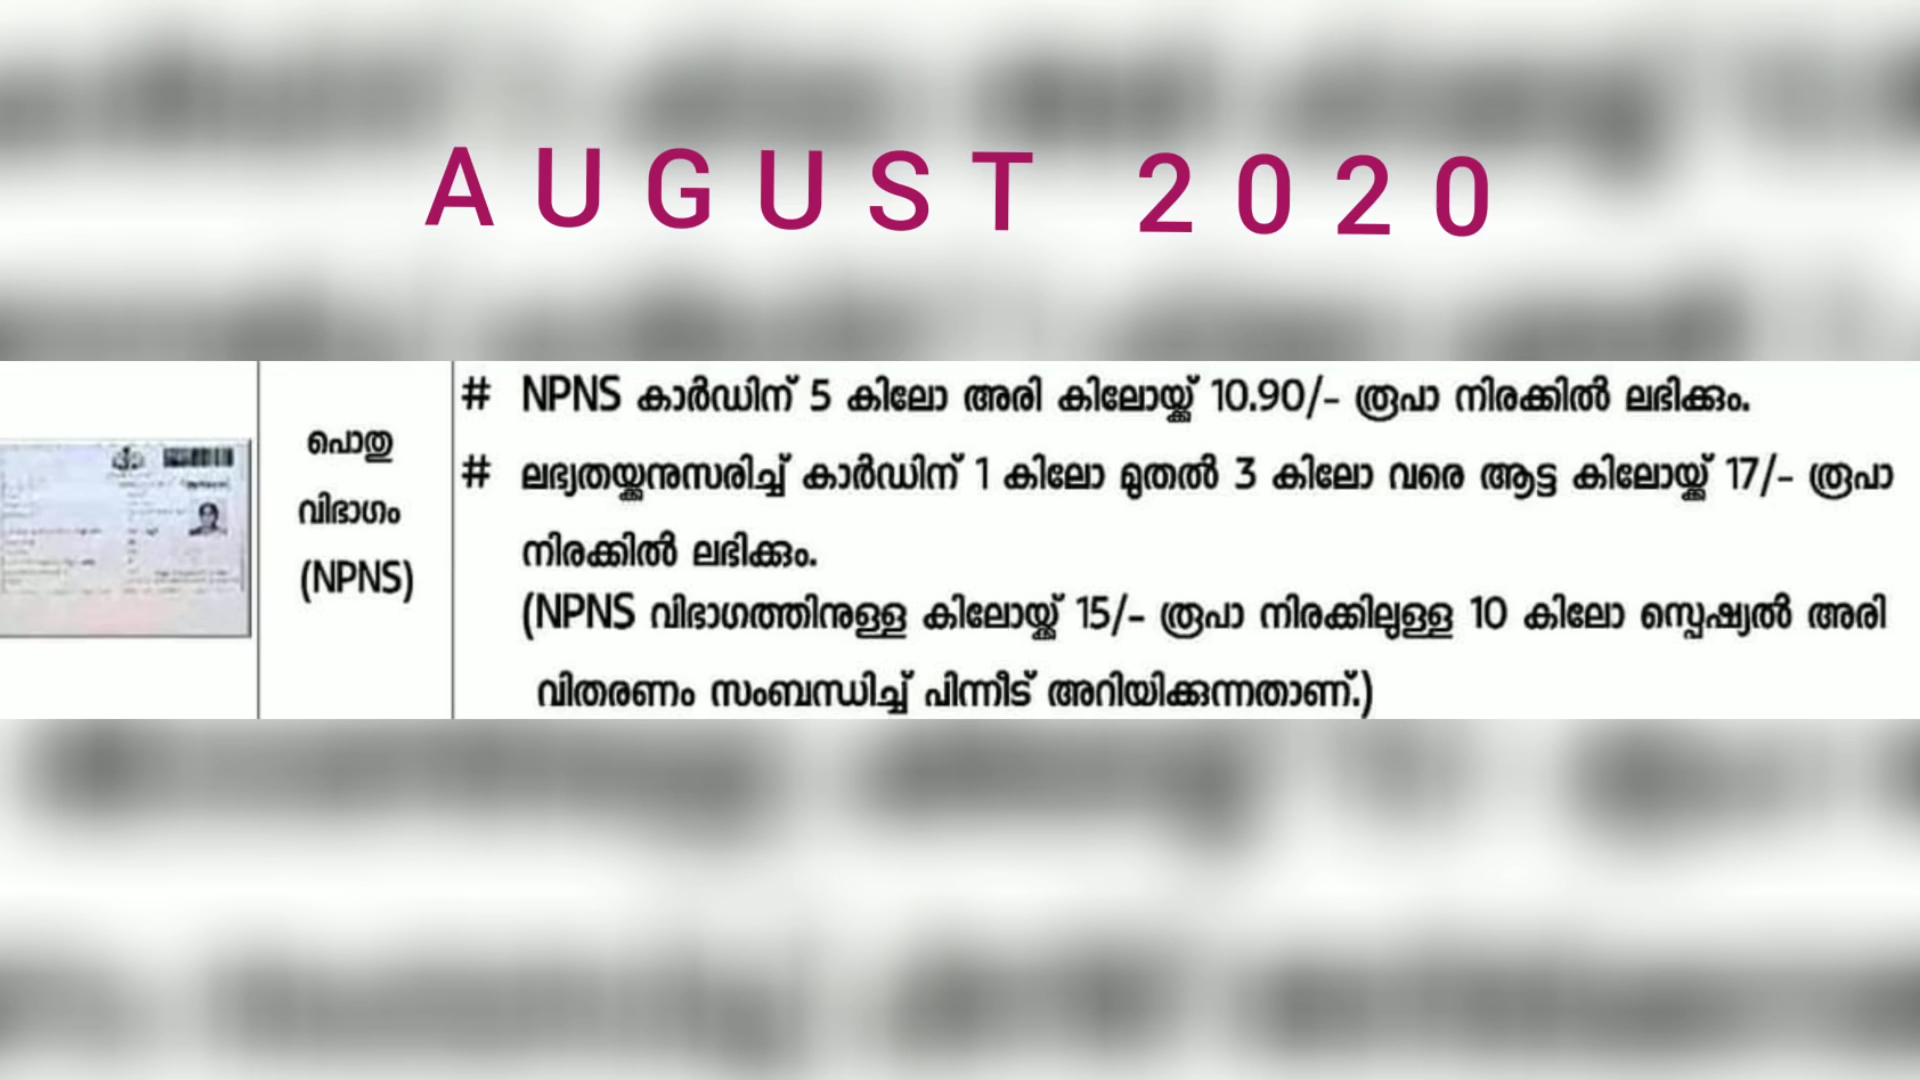 AUGUST 2020
പൊതു
വിഭാഗം
(NPNS)
# NPNS കാർഡിന് 5 കിലോ അരി കിലോയ്ക്ക് 10.90/- രൂപാ നിരക്കിൽ ലഭിക്കും.
# ലഭ്യതയ്ക്കനുസരിച്ച് കാർഡിന് 1 കിലോ മുതൽ 3 കിലോ വരെ ആട്ട കിലോയ്ക്ക് 17/- രൂപാ
നിരക്കിൽ ലഭിക്കും.
(NPNS വിഭാഗത്തിനുള്ള കിലോയ്ക്ക് 15/- രൂപാ നിരക്കിലുള്ള 10 കിലോ സ്പെഷ്യൽ അരി
വിതരണം സംബന്ധിച്ച് പിന്നീട് അറിയിക്കുന്നതാണ്.)